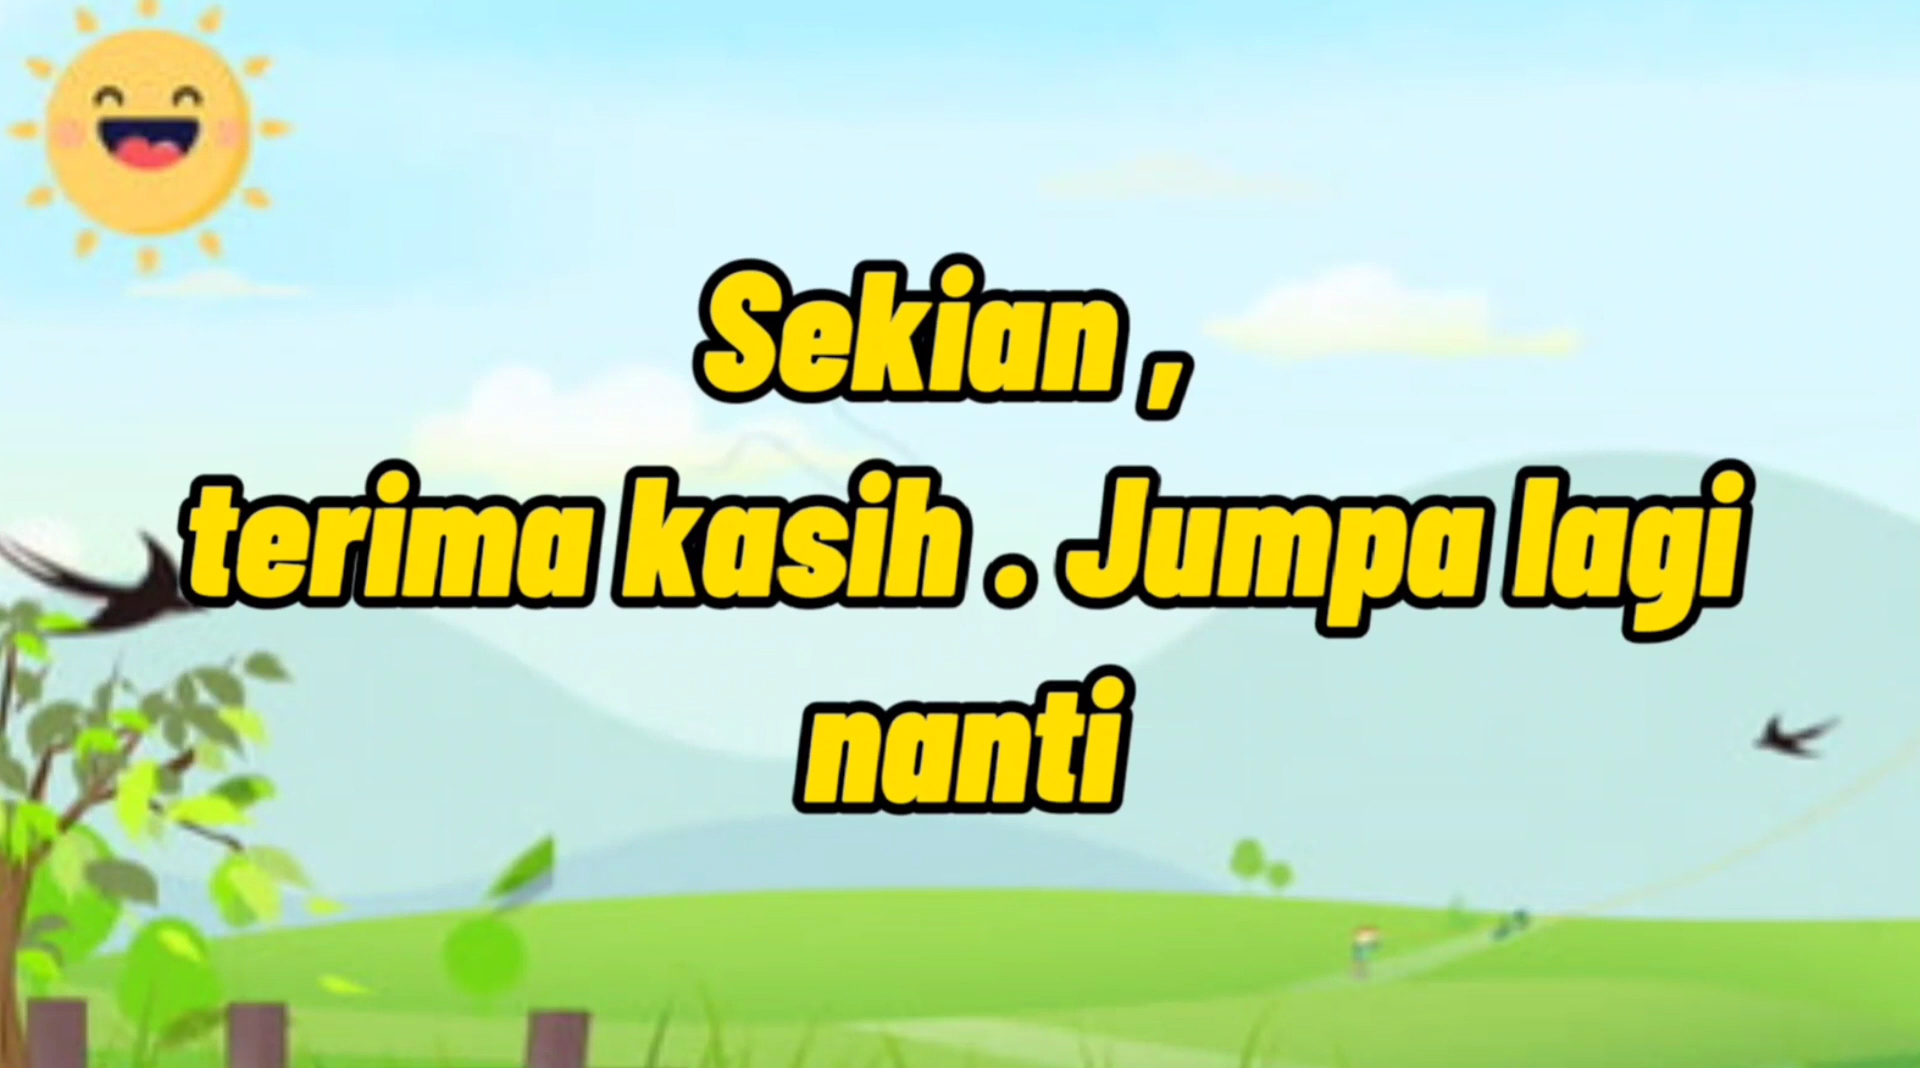 Sekian ,
terima kasih . Jumpa lagi
nanti